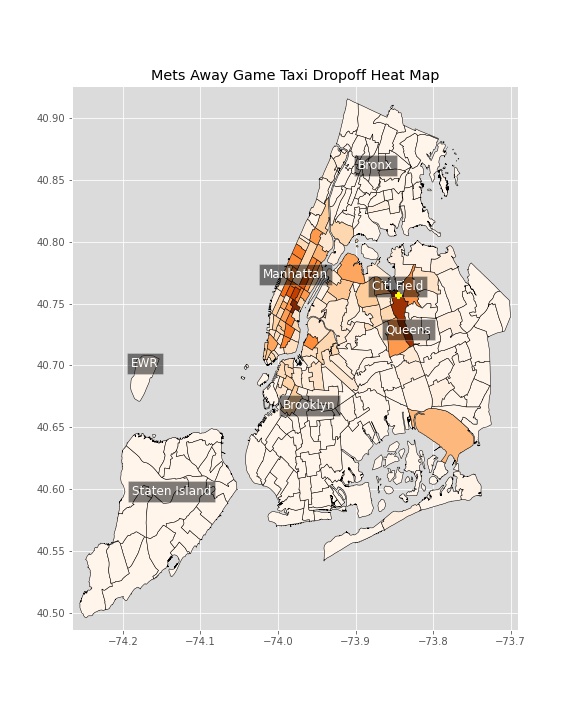 Mets Away Game Taxi Dropoff Heat Map
40.90
Bronx
40.85
40.80
Manhattan
Citi Field
40.75
Queens
EWR
40.70
Brooklyn
40.65
Staten Island
40.60
40.55
40.50
−74.2 −74.1 −74.0 −73.9 −73.8 −73.7